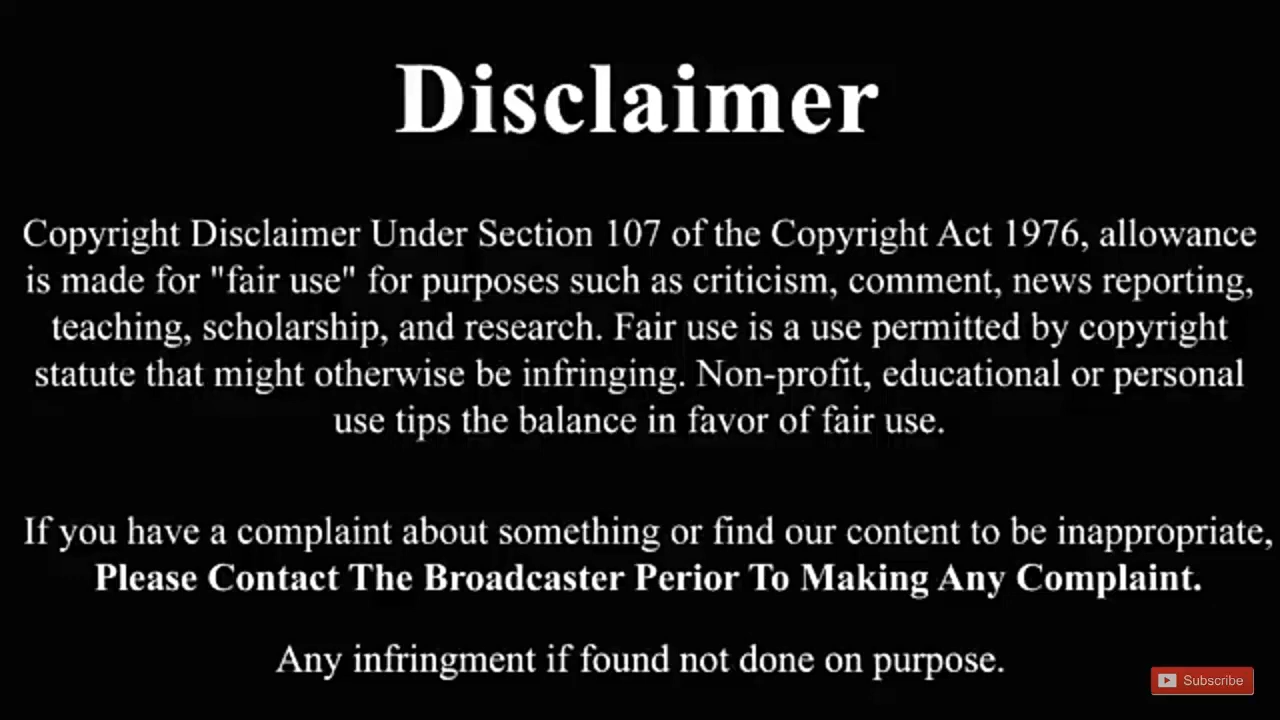 Disclaimer
Copyright Disclaimer Under Section 107 of the Copyright Act 1976, allowance
is made for "fair use" for purposes such as criticism, comment, news reporting,
teaching, scholarship, and research. Fair use is a use permitted by copyright
statute that might otherwise be infringing. Non-profit, educational or personal
use tips the balance in favor of fair use.
If you have a complaint about something or find our content to be inappropriate,
Please Contact The Broadcaster Perior To Making Any Complaint.
Any infringment if found not done on purpose.
Subscribe